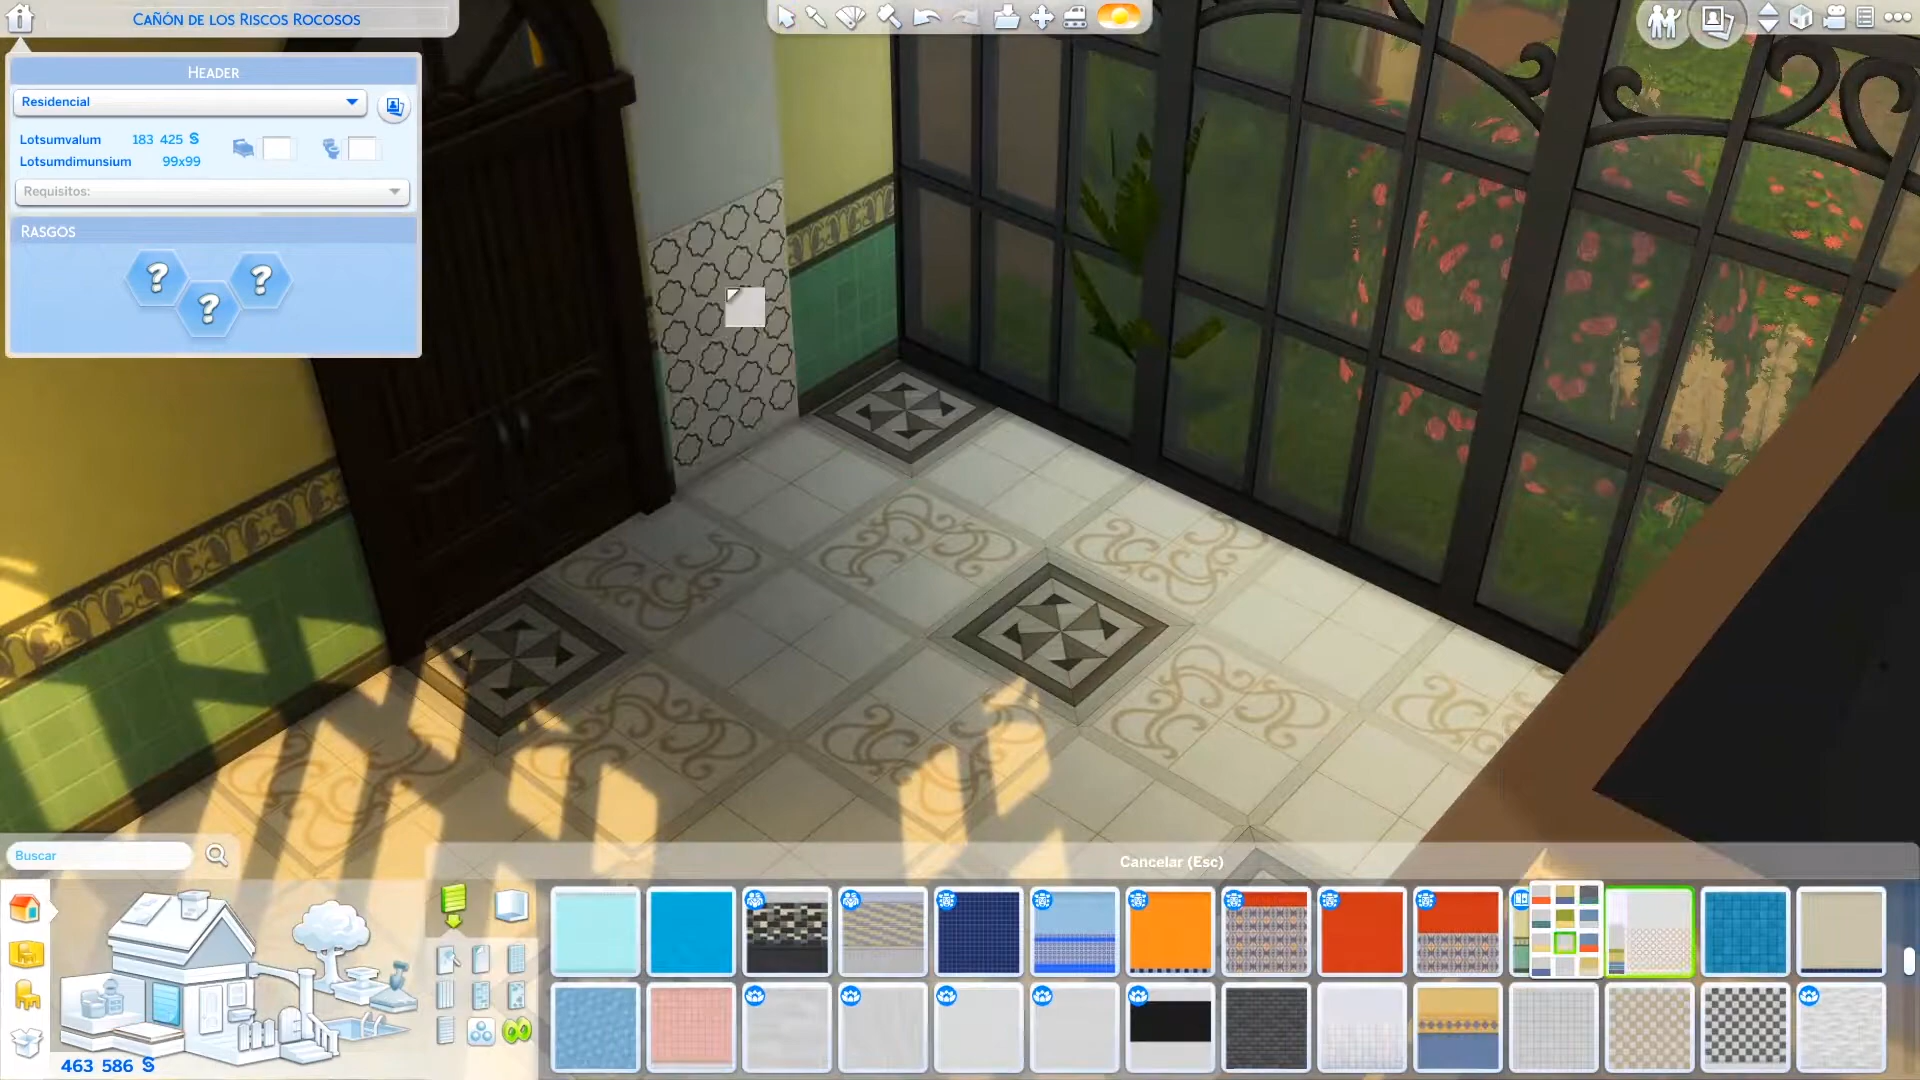 CAÑÓN DE LOS RISCOS ROCOSOS
HEADER
Residencial
Lotsumvalum 183 425 §
Lotsumdimunsium 99x99
Requisitos:
RASGOS
? ? ?
Buscar
Cancelar (Esc)
463 586 §